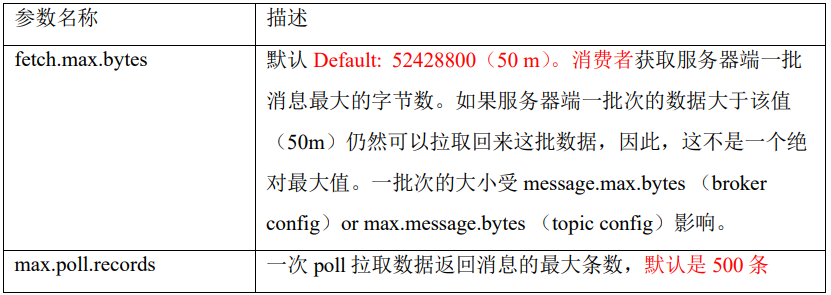 参数名称 描述
fetch.max.bytes 默认 Default: 52428800（50 m）。消费者获取服务器端一批
消息最大的字节数。如果服务器端一批次的数据大于该值
（50m）仍然可以拉取回来这批数据，因此，这不是一个绝
对最大值。一批次的大小受 message.max.bytes （broker
config）or max.message.bytes （topic config）影响。
max.poll.records 一次 poll 拉取数据返回消息的最大条数，默认是 500 条